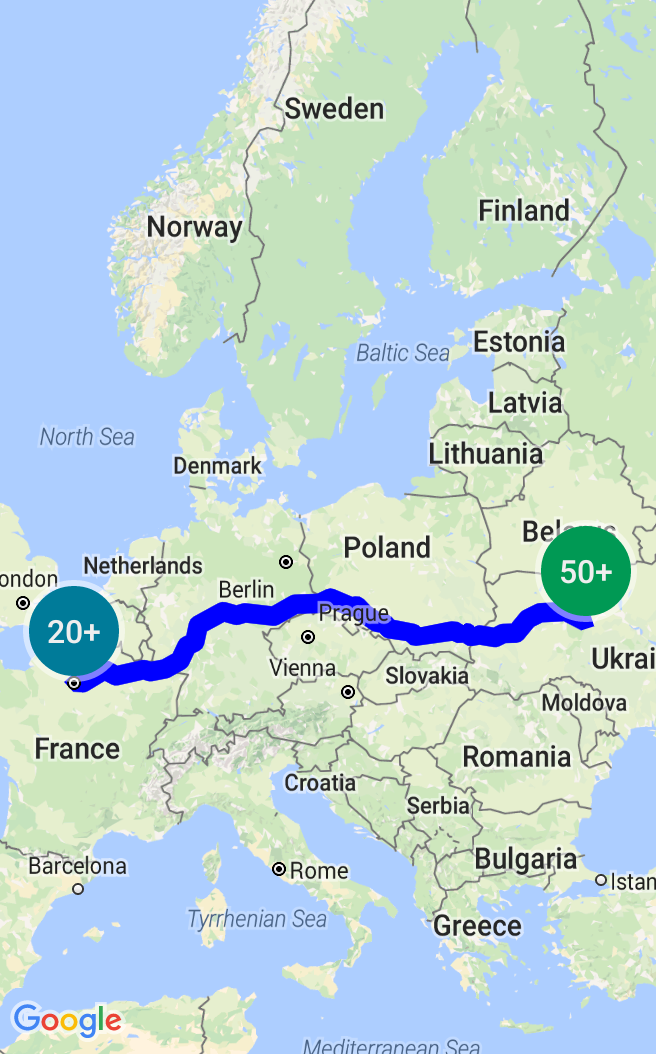 Sweden
Finland
Norway
Estonia
Baltic Sea
Latvia
North Sea
Lithuania
Denmark
Poland
Netherlands
ondon
Berlin
50+
20+
Prague
Ukrai
Vienna
Slovakia
Moldova
France
Romania
Croatia
Serbia
Barcelona
Bulgaria
Rome
Istan
Tyrrhenian Sea
Greece
Google
Mediterranean Sea